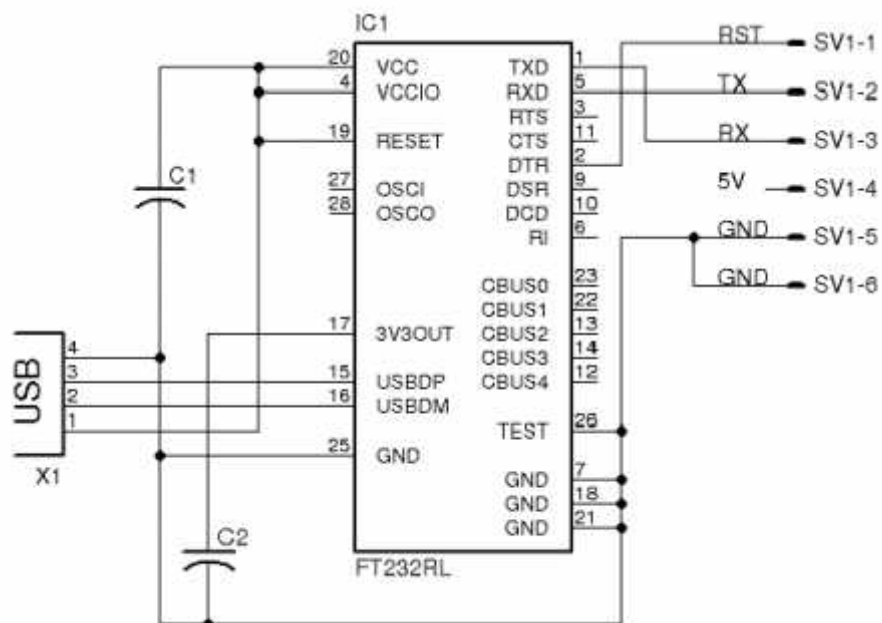 IC1
20 VCC TXD 1 RST SV1-1
4 VCCIO RXD 5 TX SV1-2
RTS 3
19 RESET CTS 11 RX SV1-3
DTR 2
C1 27 OSCI DSR 9 5V SV1-4
28 OSCO DCD 10
RI 6 GND SV1-5
CBUS0 23 GND SV1-6
CBUS1 22
17 3V3OUT CBUS2 13
4 CBUS3 14
USB 3 15 USBDP CBUS4 12
2 16 USBDM
1 TEST 26
X1 25 GND
GND 7
GND 18
GND 21
C2
FT232RL